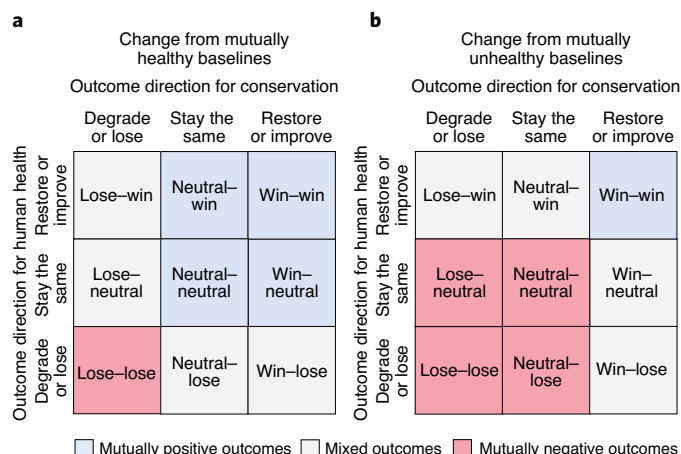 a
Change from mutually
healthy baselines
Outcome direction for conservation
Degrade
or lose
Stay the
same
Restore
or improve
Outcome direction for human health
Restore or
improve
Stay the
same
Degrade
or lose
Lose–win
Neutral–
win
Win–win
Lose–
neutral
Neutral–
neutral
Win–
neutral
Lose–lose
Neutral–
lose
Win–lose
b
Change from mutually
unhealthy baselines
Outcome direction for conservation
Degrade
or lose
Stay the
same
Restore
or improve
Outcome direction for human health
Restore or
improve
Stay the
same
Degrade
or lose
Lose–win
Neutral–
win
Win–win
Lose–
neutral
Neutral–
neutral
Win–
neutral
Lose–lose
Neutral–
lose
Win–lose
Mutually positive outcomes
Mixed outcomes
Mutually negative outcomes